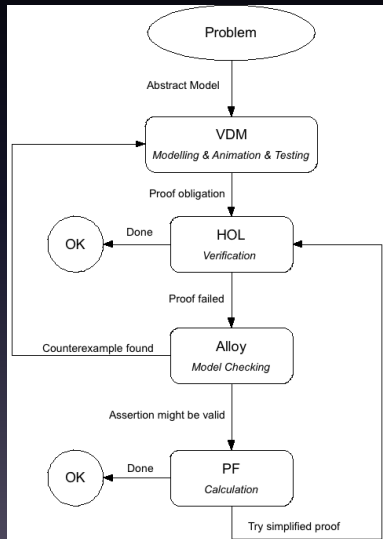 Problem
Abstract Model
VDM
Modelling & Animation & Testing
Proof obligation
Done
OK
HOL
Verification
Proof failed
Counterexample found
Alloy
Model Checking
Assertion might be valid
Done
OK
PF
Calculation
Try simplified proof